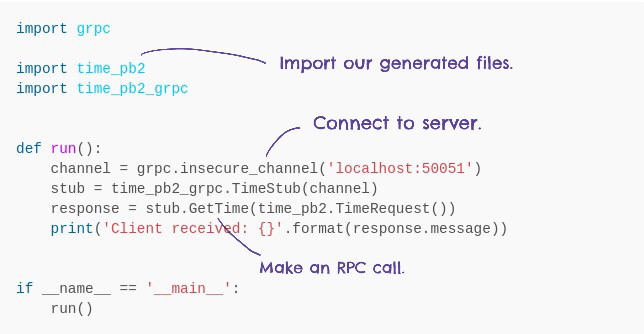 import grpc
import time_pb2
Import our generated files.
import time_pb2_grpc
Connect to server.
def run():
    channel = grpc.insecure_channel('localhost:50051')
    stub = time_pb2_grpc.TimeStub(channel)
    response = stub.GetTime(time_pb2.TimeRequest())
    print('Client received: {}'.format(response.message))
Make an RPC call.
if __name__ == '__main__':
    run()